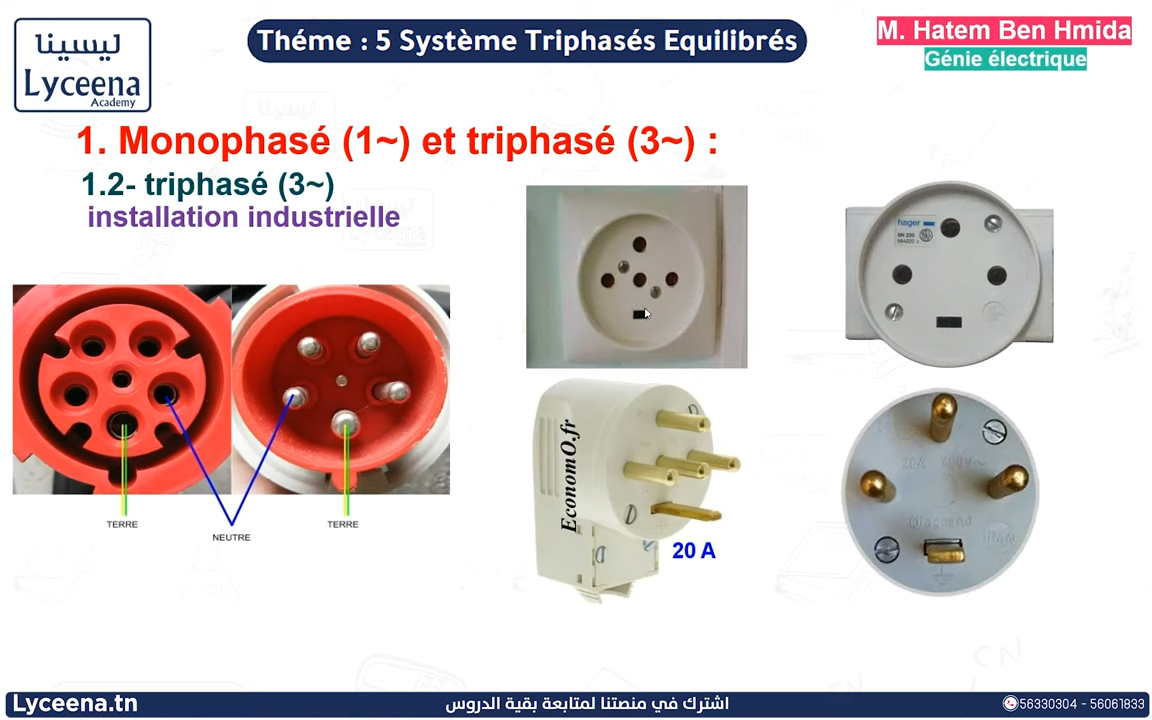 ليسينا
Lyceena
Academy
Théme : 5 Système Triphasés Equilibrés
M. Hatem Ben Hmida
Génie électrique
1. Monophasé (1~) et triphasé (3~) :
1.2- triphasé (3~)
installation industrielle
hager
EconomO.fr
20 A
20A 400V~
TERRE
NEUTRE
TERRE
Lyceena.tn
اشترك في منصتنا لمتابعة بقية الدروس
56330304 - 56061833